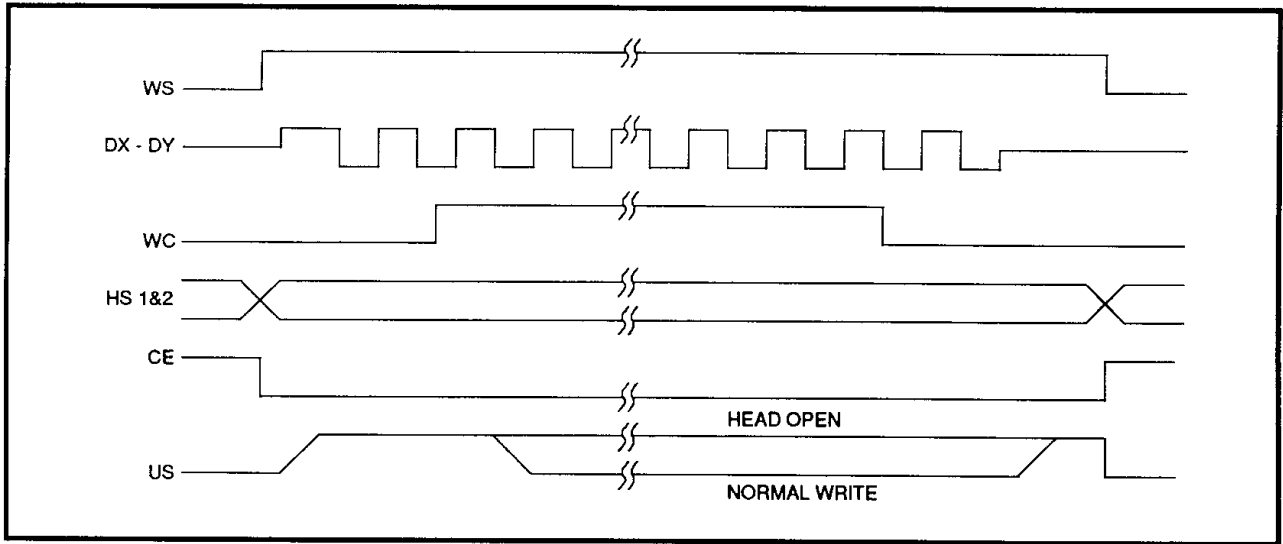 WS
DX - DY
WC
HS 1&2
CE
HEAD OPEN
US
NORMAL WRITE